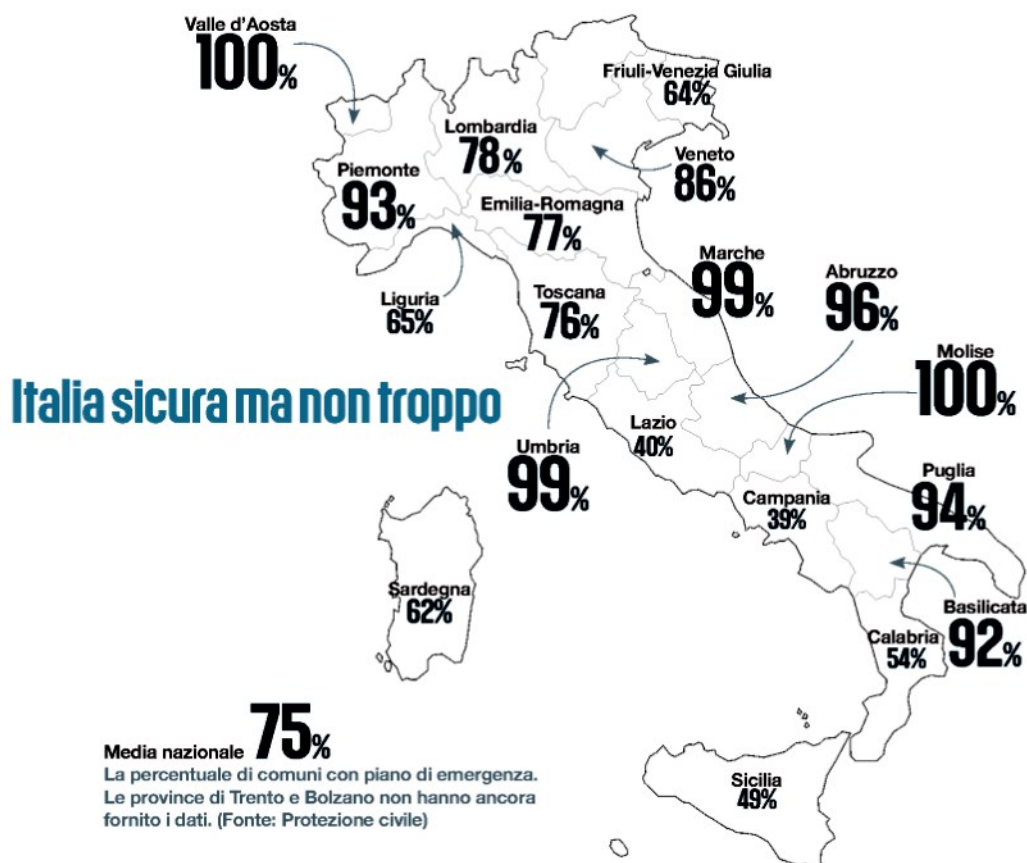 Valle d'Aosta
100%
Friuli-Venezia Giulia
64%
Lombardia
78%
Veneto
86%
Piemonte
93%
Emilia-Romagna
77%
Marche
99%
Abruzzo
96%
Liguria
65%
Toscana
76%
Molise
100%
Italia sicura ma non troppo
Umbria
99%
Lazio
40%
Puglia
94%
Campania
39%
Sardegna
62%
Basilicata
92%
Calabria
54%
Media nazionale 75%
La percentuale di comuni con piano di emergenza.
Le province di Trento e Bolzano non hanno ancora
fornito i dati. (Fonte: Protezione civile)
Sicilia
49%